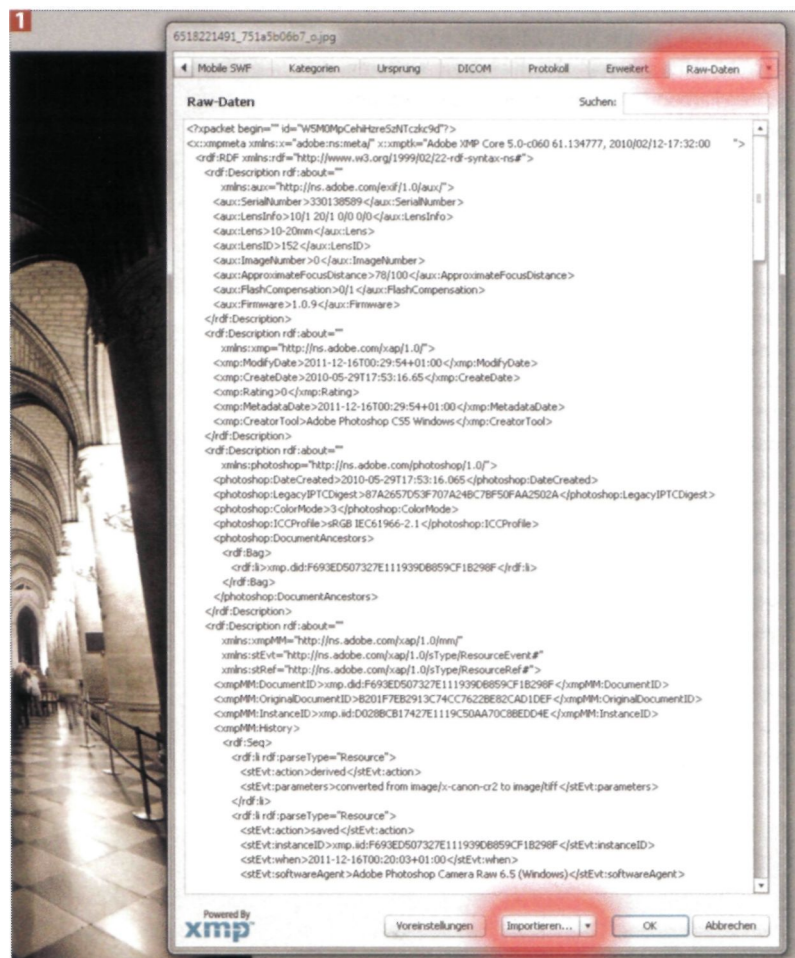 1
6518221491_751a5b06b7_o.jpg
Mobile SWF Kategorien Ursprung DICOM Protokoll Erweitert Raw-Daten
Raw-Daten Suchen:
<?xpacket begin="" id="W5M0MpCehiHzreSzNTczkc9d"?>
<x:xmpmeta xmlns:x="adobe:ns:meta/" x:xmptk="Adobe XMP Core 5.0-c060 61.134777, 2010/02/12-17:32:00 ">
<rdf:RDF xmlns:rdf="http://www.w3.org/1999/02/22-rdf-syntax-ns#">
<rdf:Description rdf:about=""
xmlns:aux="http://ns.adobe.com/exif/1.0/aux/">
<aux:SerialNumber>330138589</aux:SerialNumber>
<aux:LensInfo>10/1 20/1 0/0 0/0</aux:LensInfo>
<aux:Lens>10-20mm</aux:Lens>
<aux:LensID>152</aux:LensID>
<aux:ImageNumber>0</aux:ImageNumber>
<aux:ApproximateFocusDistance>78/100</aux:ApproximateFocusDistance>
<aux:FlashCompensation>0/1</aux:FlashCompensation>
<aux:Firmware>1.0.9</aux:Firmware>
</rdf:Description>
<rdf:Description rdf:about=""
xmlns:xmp="http://ns.adobe.com/xap/1.0/">
<xmp:ModifyDate>2011-12-16T00:29:54+01:00</xmp:ModifyDate>
<xmp:CreateDate>2010-05-29T17:53:16.65</xmp:CreateDate>
<xmp:Rating>0</xmp:Rating>
<xmp:MetadataDate>2011-12-16T00:29:54+01:00</xmp:MetadataDate>
<xmp:CreatorTool>Adobe Photoshop CS5 Windows</xmp:CreatorTool>
</rdf:Description>
<rdf:Description rdf:about=""
xmlns:photoshop="http://ns.adobe.com/photoshop/1.0/">
<photoshop:DateCreated>2010-05-29T17:53:16.065</photoshop:DateCreated>
<photoshop:LegacyIPTCDigest>87A2657D53F707A24BC7BF50FAA2502A</photoshop:LegacyIPTCDigest>
<photoshop:ColorMode>3</photoshop:ColorMode>
<photoshop:ICCProfile>sRGB IEC61966-2.1</photoshop:ICCProfile>
<photoshop:DocumentAncestors>
<rdf:Bag>
<rdf:li>xmp.did:F693ED507327E111939DB859CF1B298F</rdf:li>
</rdf:Bag>
</photoshop:DocumentAncestors>
</rdf:Description>
<rdf:Description rdf:about=""
xmlns:xmpMM="http://ns.adobe.com/xap/1.0/mm/"
xmlns:stEvt="http://ns.adobe.com/xap/1.0/sType/ResourceEvent#"
xmlns:stRef="http://ns.adobe.com/xap/1.0/sType/ResourceRef#">
<xmpMM:DocumentID>xmp.did:F693ED507327E111939DB859CF1B298F</xmpMM:DocumentID>
<xmpMM:OriginalDocumentID>B201F7EB2913C74CC7622BE82CAD1DEF</xmpMM:OriginalDocumentID>
<xmpMM:InstanceID>xmp.iid:D028BCB17427E1119C50AA70C8BEDD4E</xmpMM:InstanceID>
<xmpMM:History>
<rdf:Seq>
<rdf:li rdf:parseType="Resource">
<stEvt:action>derived</stEvt:action>
<stEvt:parameters>converted from image/x-canon-cr2 to image/tiff</stEvt:parameters>
</rdf:li>
<rdf:li rdf:parseType="Resource">
<stEvt:action>saved</stEvt:action>
<stEvt:instanceID>xmp.iid:F693ED507327E111939DB859CF1B298F</stEvt:instanceID>
<stEvt:when>2011-12-16T00:20:03+01:00</stEvt:when>
<stEvt:softwareAgent>Adobe Photoshop Camera Raw 6.5 (Windows)</stEvt:softwareAgent>
Powered By
xmp Voreinstellungen Importieren... OK Abbrechen